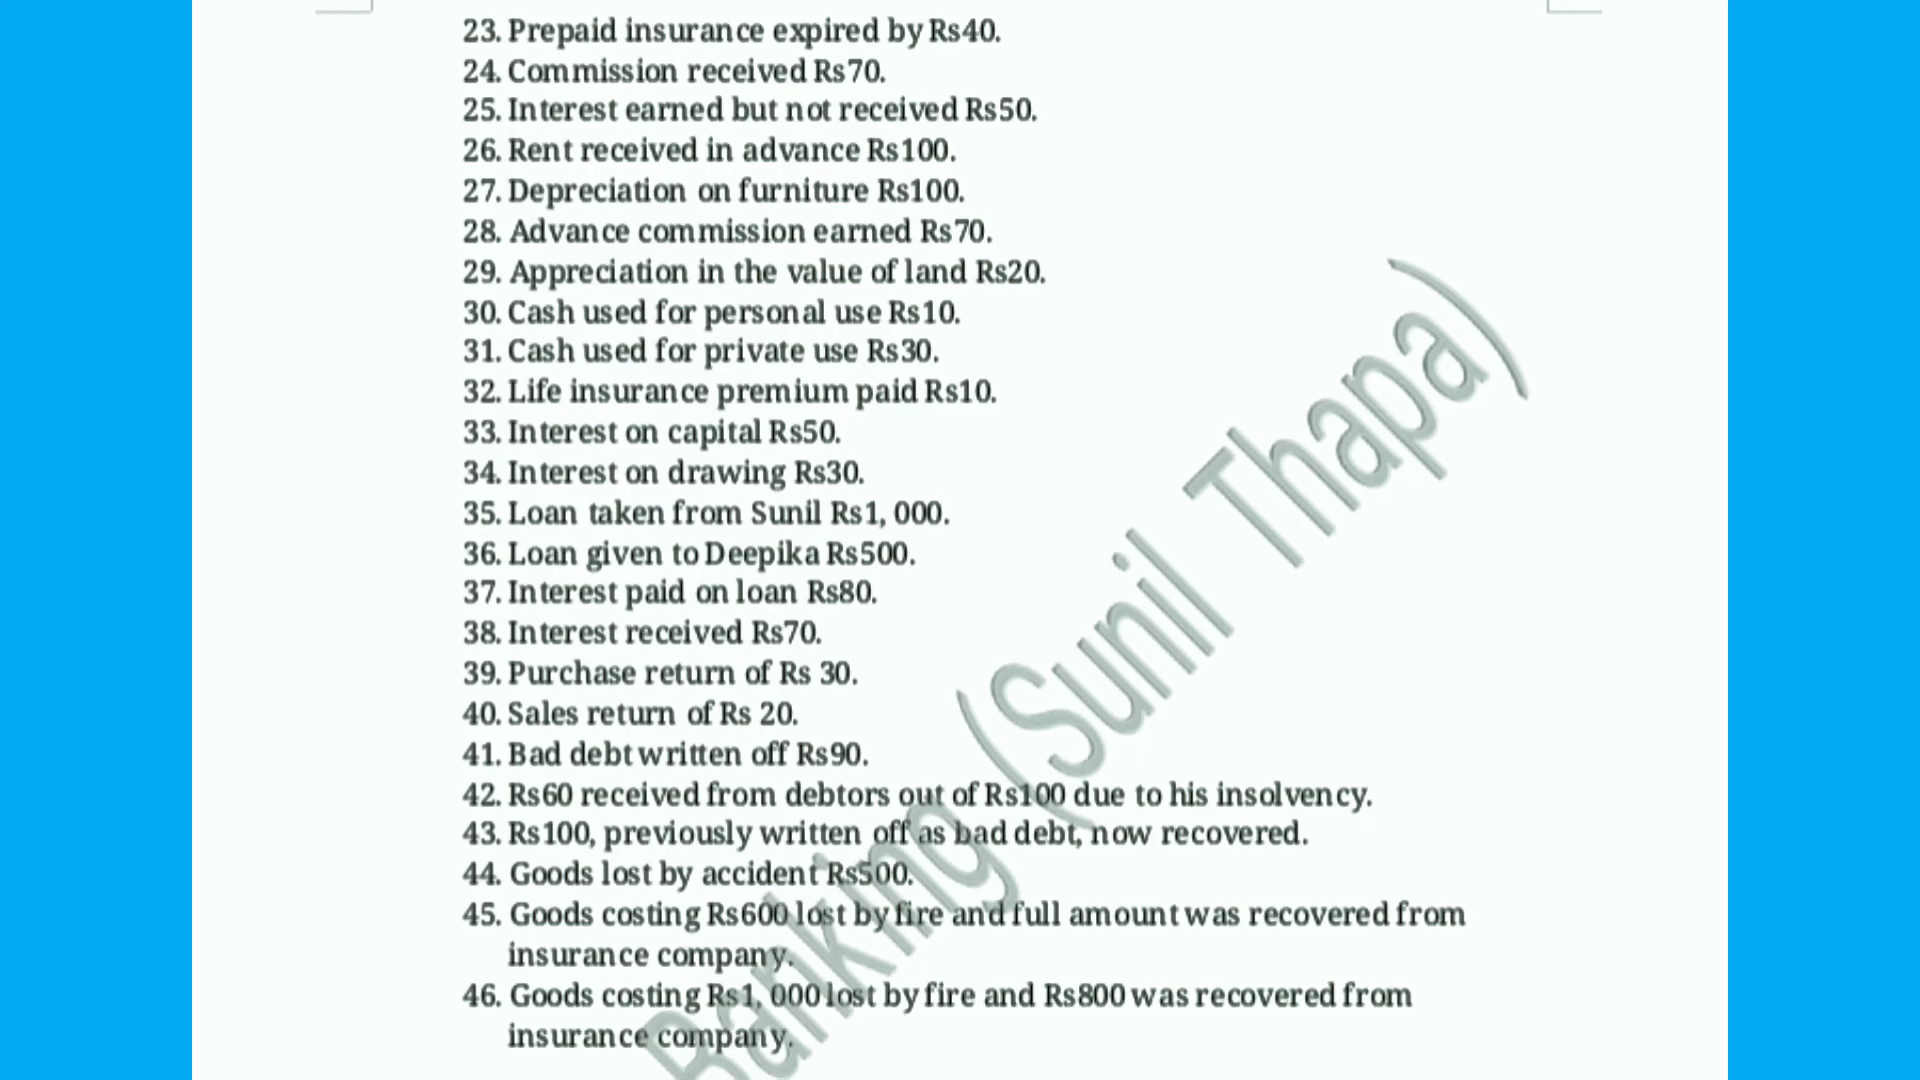 23. Prepaid insurance expired by Rs40.
24. Commission received Rs70.
25. Interest earned but not received Rs50.
26. Rent received in advance Rs100.
27. Depreciation on furniture Rs100.
28. Advance commission earned Rs70.
29. Appreciation in the value of land Rs20.
30. Cash used for personal use Rs10.
31. Cash used for private use Rs30.
32. Life insurance premium paid Rs10.
33. Interest on capital Rs50.
34. Interest on drawing Rs30.
35. Loan taken from Sunil Rs1, 000.
36. Loan given to Deepika Rs500.
37. Interest paid on loan Rs80.
38. Interest received Rs70.
39. Purchase return of Rs 30.
40. Sales return of Rs 20.
41. Bad debt written off Rs90.
42. Rs60 received from debtors out of Rs100 due to his insolvency.
43. Rs100, previously written off as bad debt, now recovered.
44. Goods lost by accident Rs500.
45. Goods costing Rs600 lost by fire and full amount was recovered from
insurance company.
46. Goods costing Rs1, 000 lost by fire and Rs800 was recovered from
insurance company.
Banking (Sunil Thapa)